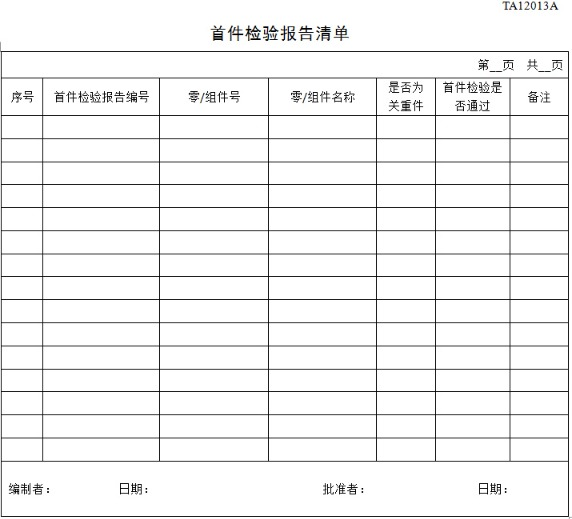 TA12013A
首件检验报告清单
第__页 共__页
序号 首件检验报告编号 零/组件号 零/组件名称 是否为 首件检验是 备注
关重件 否通过
编制者： 日期： 批准者： 日期：